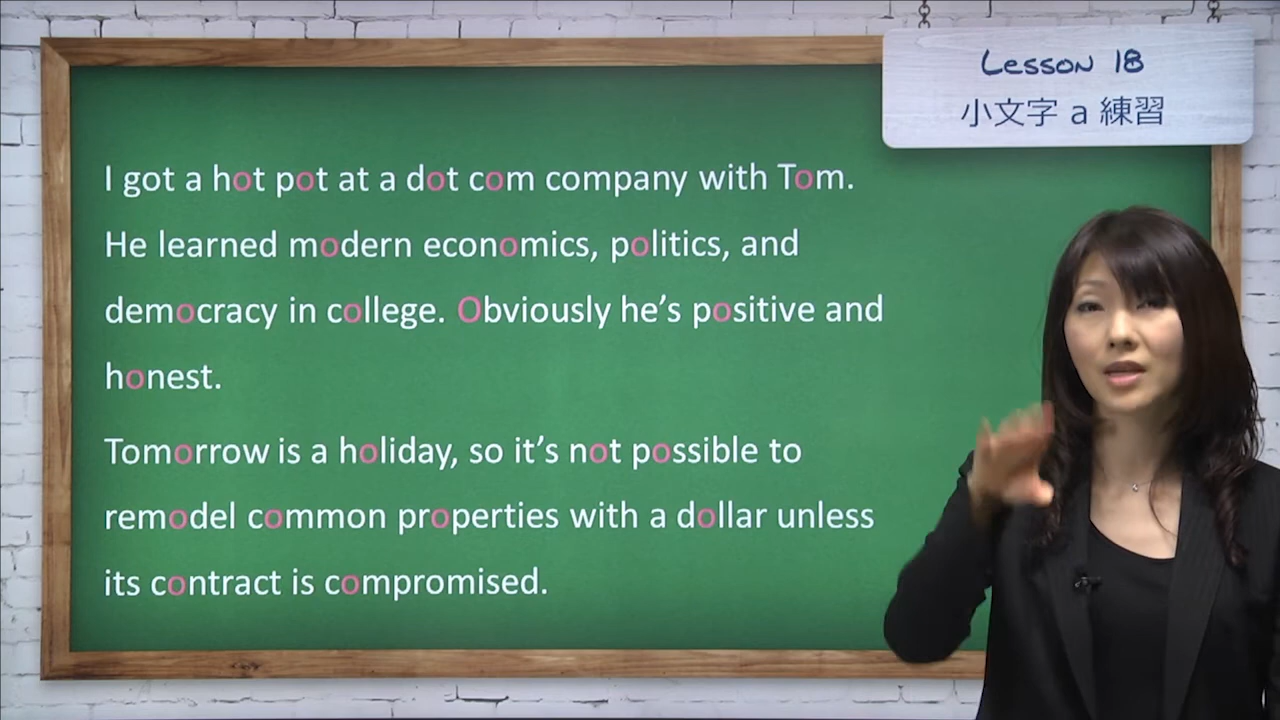 Lesson 18
小文字 a 練習
I got a hot pot at a dot com company with Tom.
He learned modern economics, politics, and
democracy in college. Obviously he’s positive and
honest.
Tomorrow is a holiday, so it’s not possible to
remodel common properties with a dollar unless
its contract is compromised.